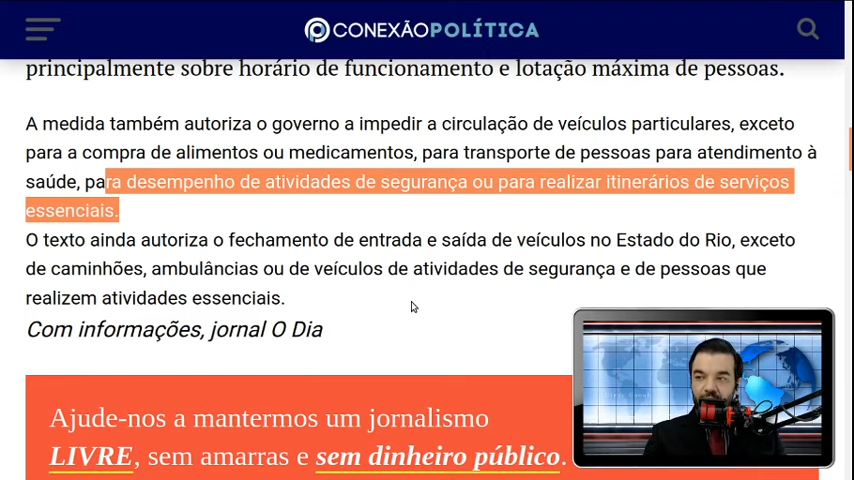 CONEXÃOPOLÍTICA
principalmente sobre horário de funcionamento e lotação máxima de pessoas.
A medida também autoriza o governo a impedir a circulação de veículos particulares, exceto
para a compra de alimentos ou medicamentos, para transporte de pessoas para atendimento à
saúde, para desempenho de atividades de segurança ou para realizar itinerários de serviços
essenciais.
O texto ainda autoriza o fechamento de entrada e saída de veículos no Estado do Rio, exceto
de caminhões, ambulâncias ou de veículos de atividades de segurança e de pessoas que
realizem atividades essenciais.
Com informações, jornal O Dia
Ajude-nos a mantermos um jornalismo
LIVRE, sem amarras e sem dinheiro público.